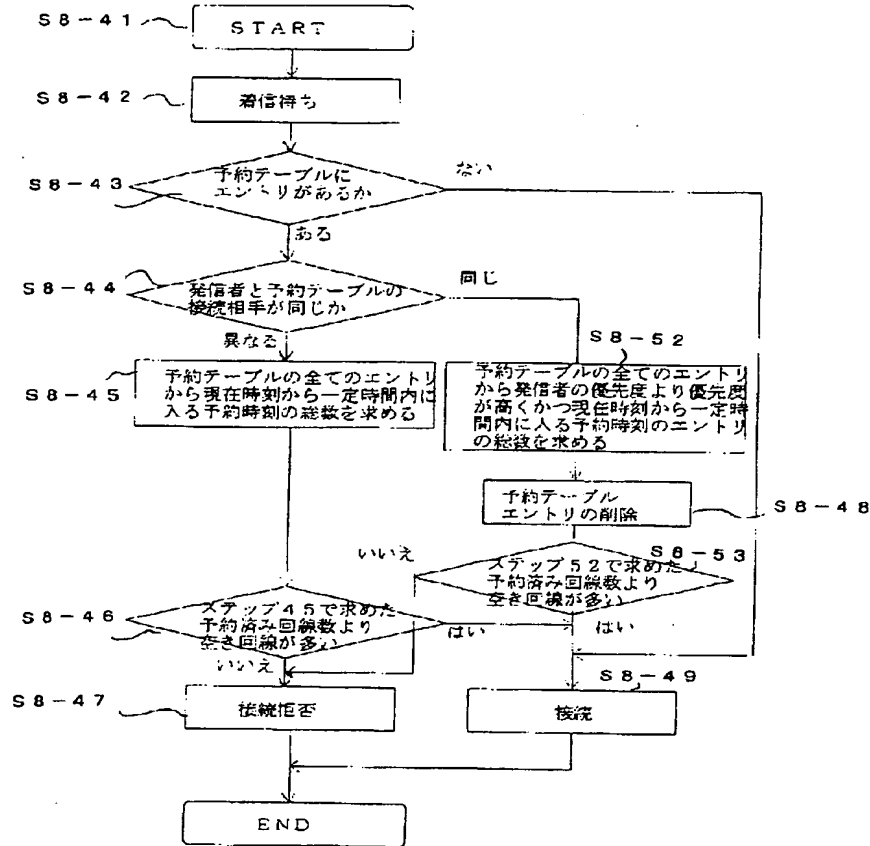 S8-41
START
S8-42
着信待ち
S8-43
予約テーブルに
エントリがあるか
ない
ある
S8-44
発信者と予約テーブルの
接続相手が同じか
同じ
異なる
S8-45
予約テーブルの全てのエントリ
から現在時刻から一定時間内に
入る予約時刻の総数を求める
S8-52
予約テーブルの全てのエントリ
から発信者の優先度より優先度
が高くかつ現在時刻から一定時
間内に入る予約時刻のエントリ
の総数を求める
予約テーブル
エントリの削除
S8-48
いいえ
S8-53
ステップ52で求めた
予約済み回線数より
空き回線が多い
はい
S8-46
ステップ45で求めた
予約済み回線数より
空き回線が多い
はい
いいえ
S8-47
接続拒否
S8-49
接続
END